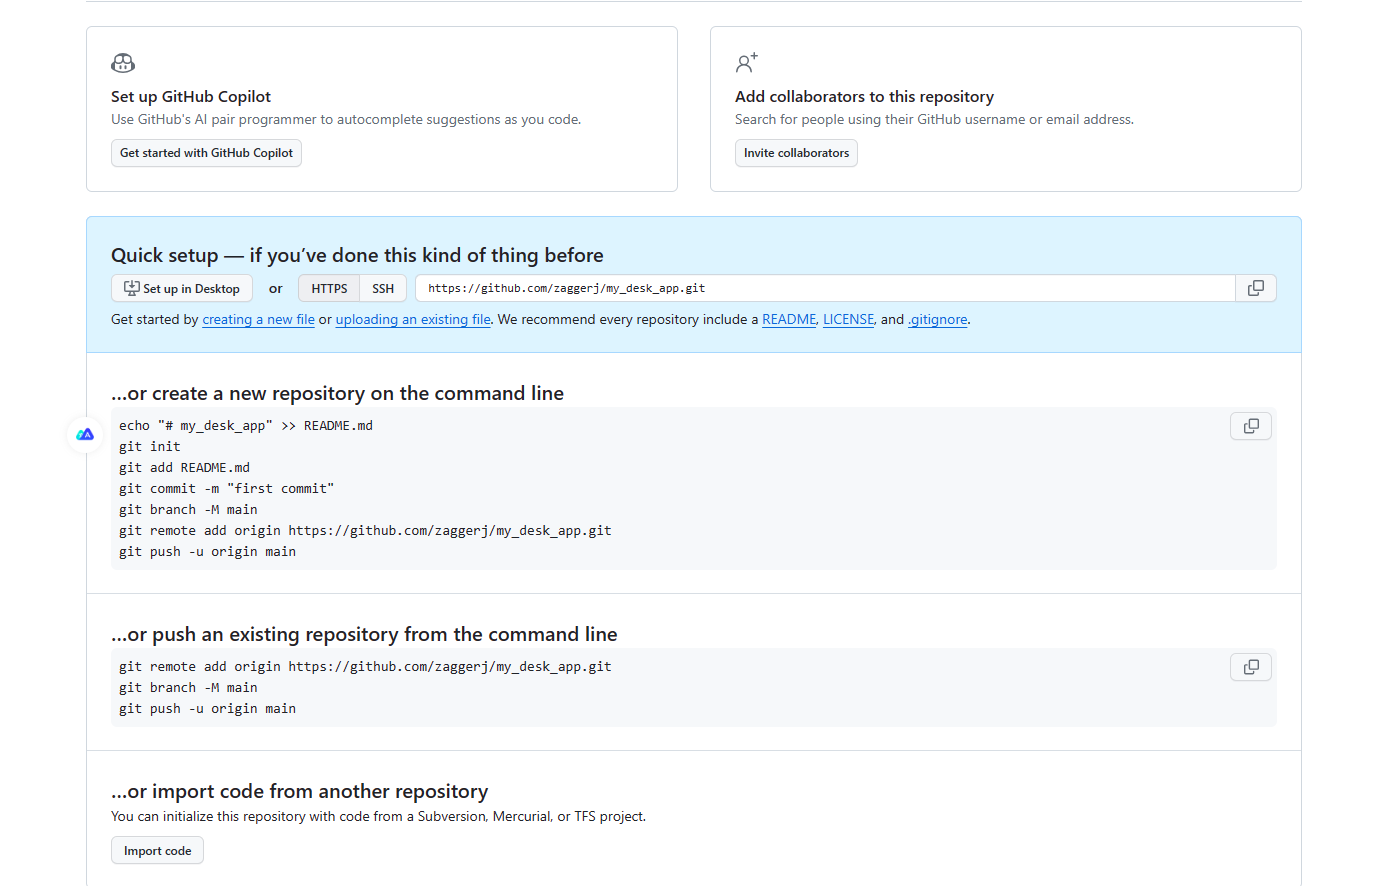 Set up GitHub Copilot
Use GitHub's AI pair programmer to autocomplete suggestions as you code.
Get started with GitHub Copilot
Add collaborators to this repository
Search for people using their GitHub username or email address.
Invite collaborators
Quick setup — if you’ve done this kind of thing before
Set up in Desktop or HTTPS SSH https://github.com/zaggerj/my_desk_app.git
Get started by creating a new file or uploading an existing file. We recommend every repository include a README, LICENSE, and .gitignore.
…or create a new repository on the command line
echo "# my_desk_app" >> README.md
git init
git add README.md
git commit -m "first commit"
git branch -M main
git remote add origin https://github.com/zaggerj/my_desk_app.git
git push -u origin main
…or push an existing repository from the command line
git remote add origin https://github.com/zaggerj/my_desk_app.git
git branch -M main
git push -u origin main
…or import code from another repository
You can initialize this repository with code from a Subversion, Mercurial, or TFS project.
Import code